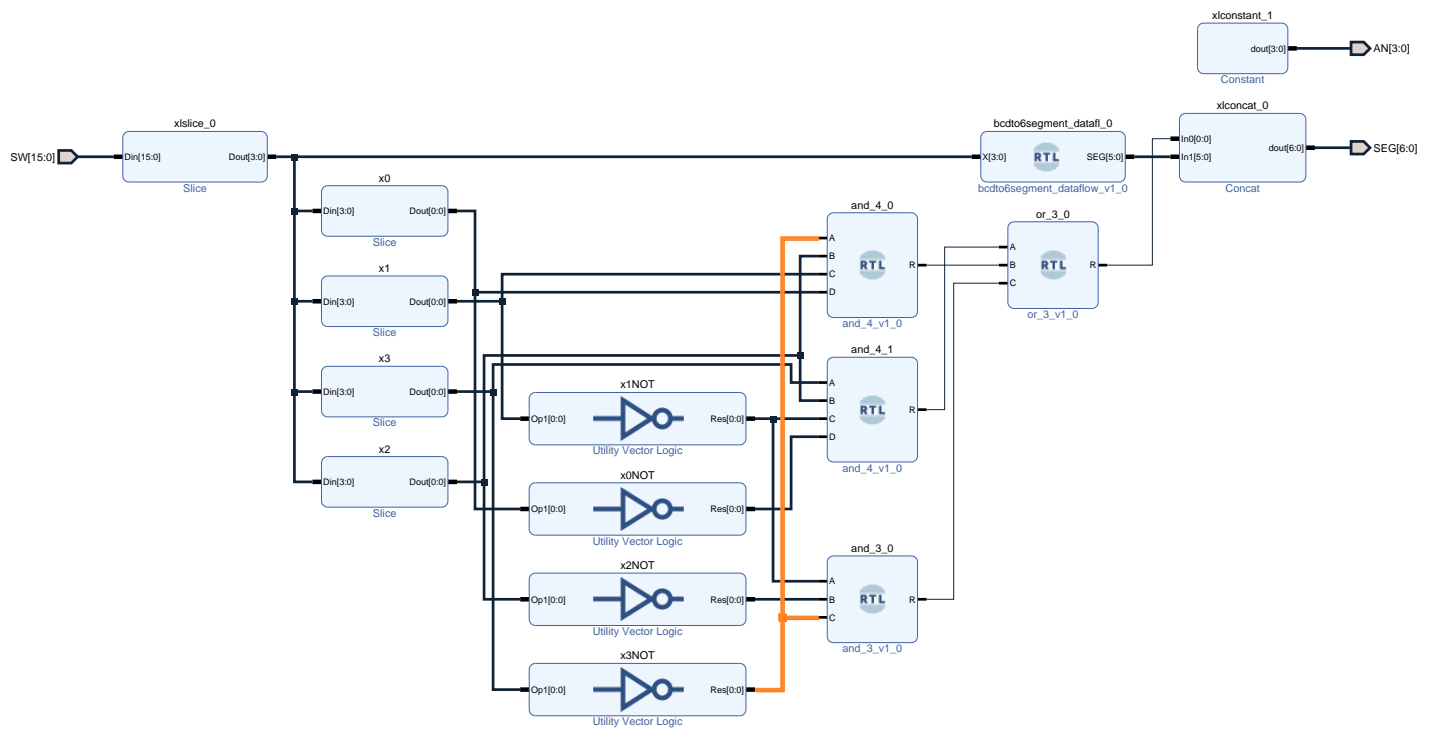 xlconstant_1
dout[3:0]
AN[3:0]
Constant
xlslice_0
SW[15:0]
Din[15:0]
Dout[3:0]
Slice
bcdto6segment_datafl_0
X[3:0]
RTL
SEG[5:0]
bcdto6segment_dataflow_v1_0
xlconcat_0
In0[0:0]
In1[5:0]
dout[6:0]
SEG[6:0]
Concat
x0
Din[3:0]
Dout[0:0]
Slice
x1
Din[3:0]
Dout[0:0]
Slice
x3
Din[3:0]
Dout[0:0]
Slice
x2
Din[3:0]
Dout[0:0]
Slice
and_4_0
A
B
C
D
RTL
R
and_4_v1_0
or_3_0
A
B
C
RTL
R
or_3_v1_0
and_4_1
A
B
C
D
RTL
R
and_4_v1_0
x1NOT
Op1[0:0]
Res[0:0]
Utility Vector Logic
x0NOT
Op1[0:0]
Res[0:0]
Utility Vector Logic
x2NOT
Op1[0:0]
Res[0:0]
Utility Vector Logic
and_3_0
A
B
C
RTL
R
and_3_v1_0
x3NOT
Op1[0:0]
Res[0:0]
Utility Vector Logic